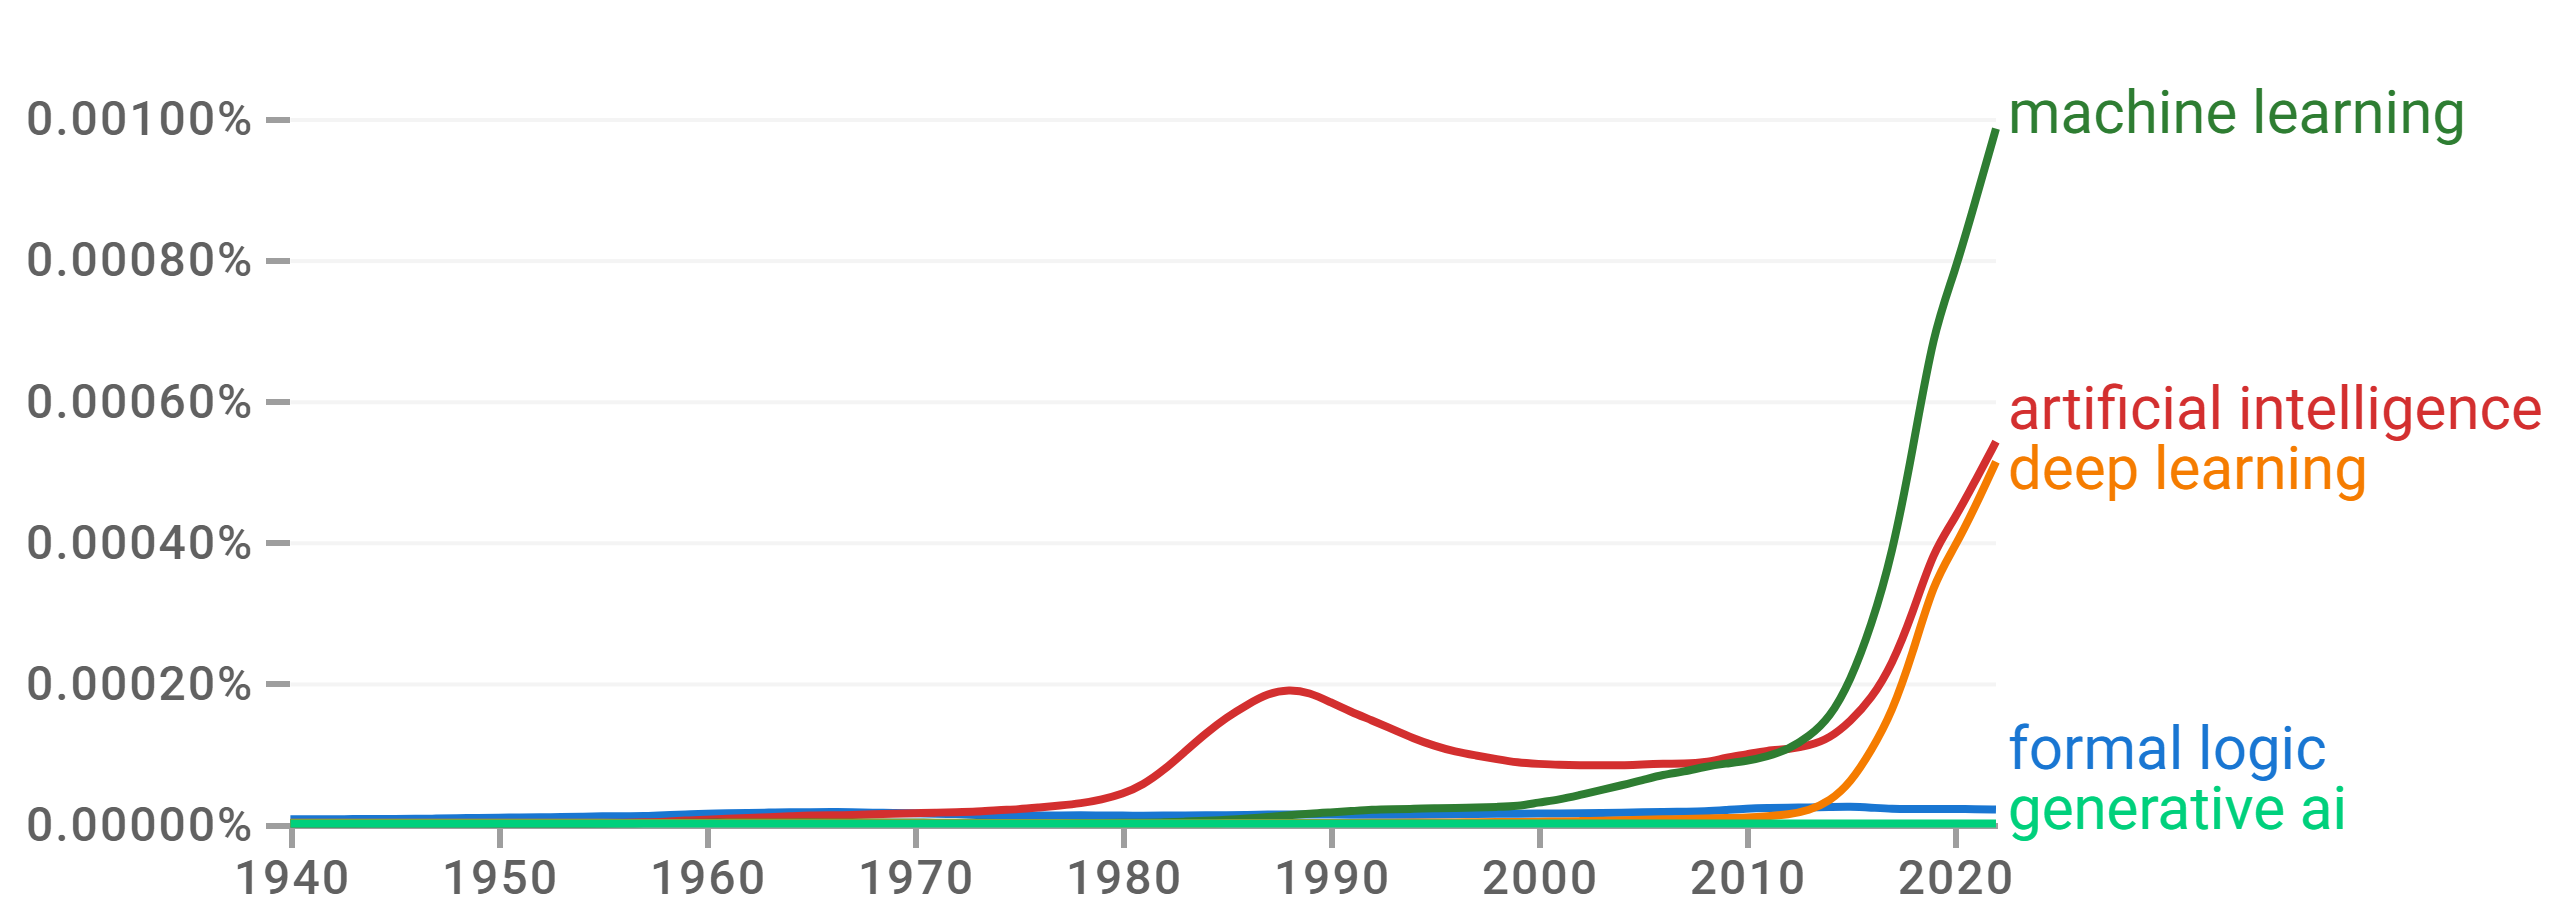 0.00100%
machine learning
0.00080%
0.00060%
artificial intelligence
deep learning
0.00040%
0.00020%
formal logic
generative ai
0.00000%
1940 1950 1960 1970 1980 1990 2000 2010 2020